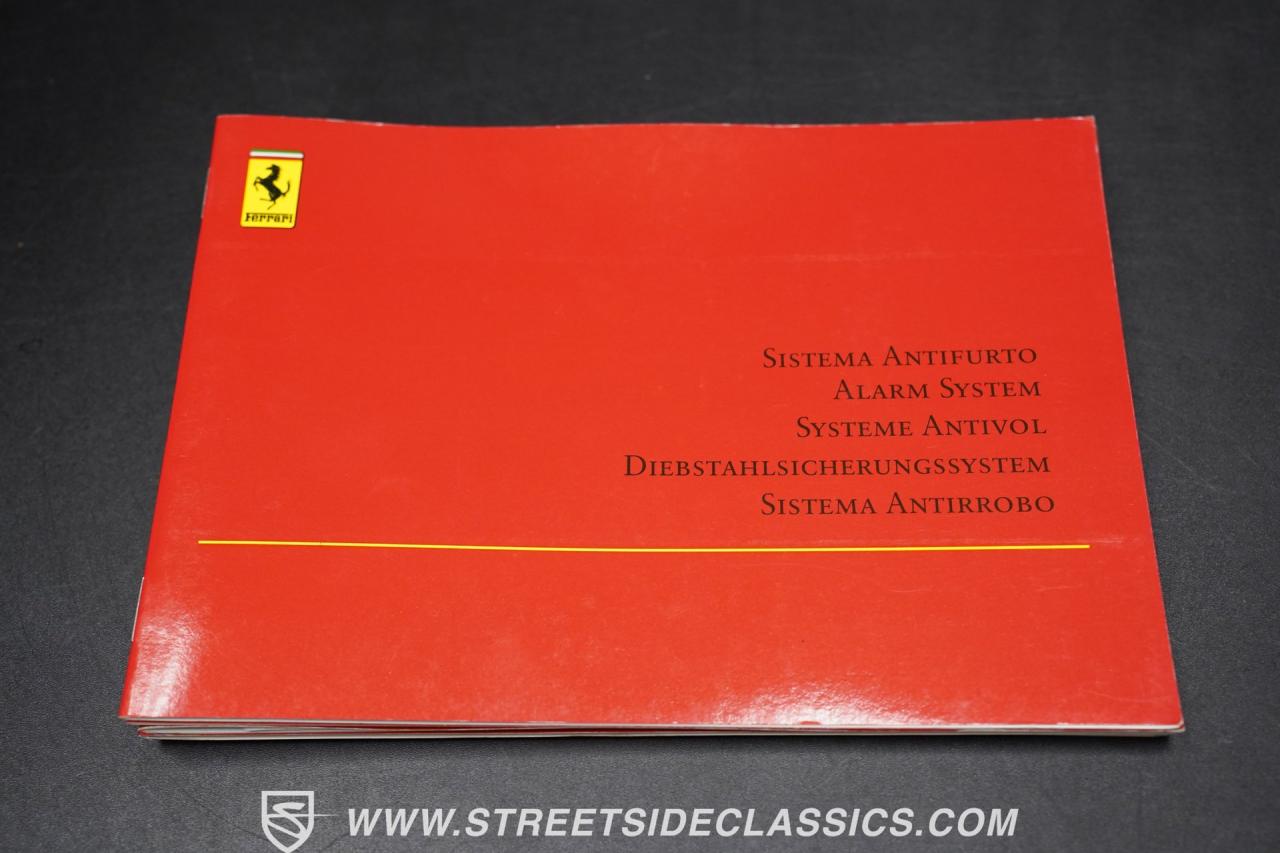 Ferrari
SISTEMA ANTIFURTO
ALARM SYSTEM
SYSTEME ANTIVOL
DIEBSTAHLSICHERUNGSSYSTEM
SISTEMA ANTIRROBO
WWW.STREETSIDECLASSICS.COM